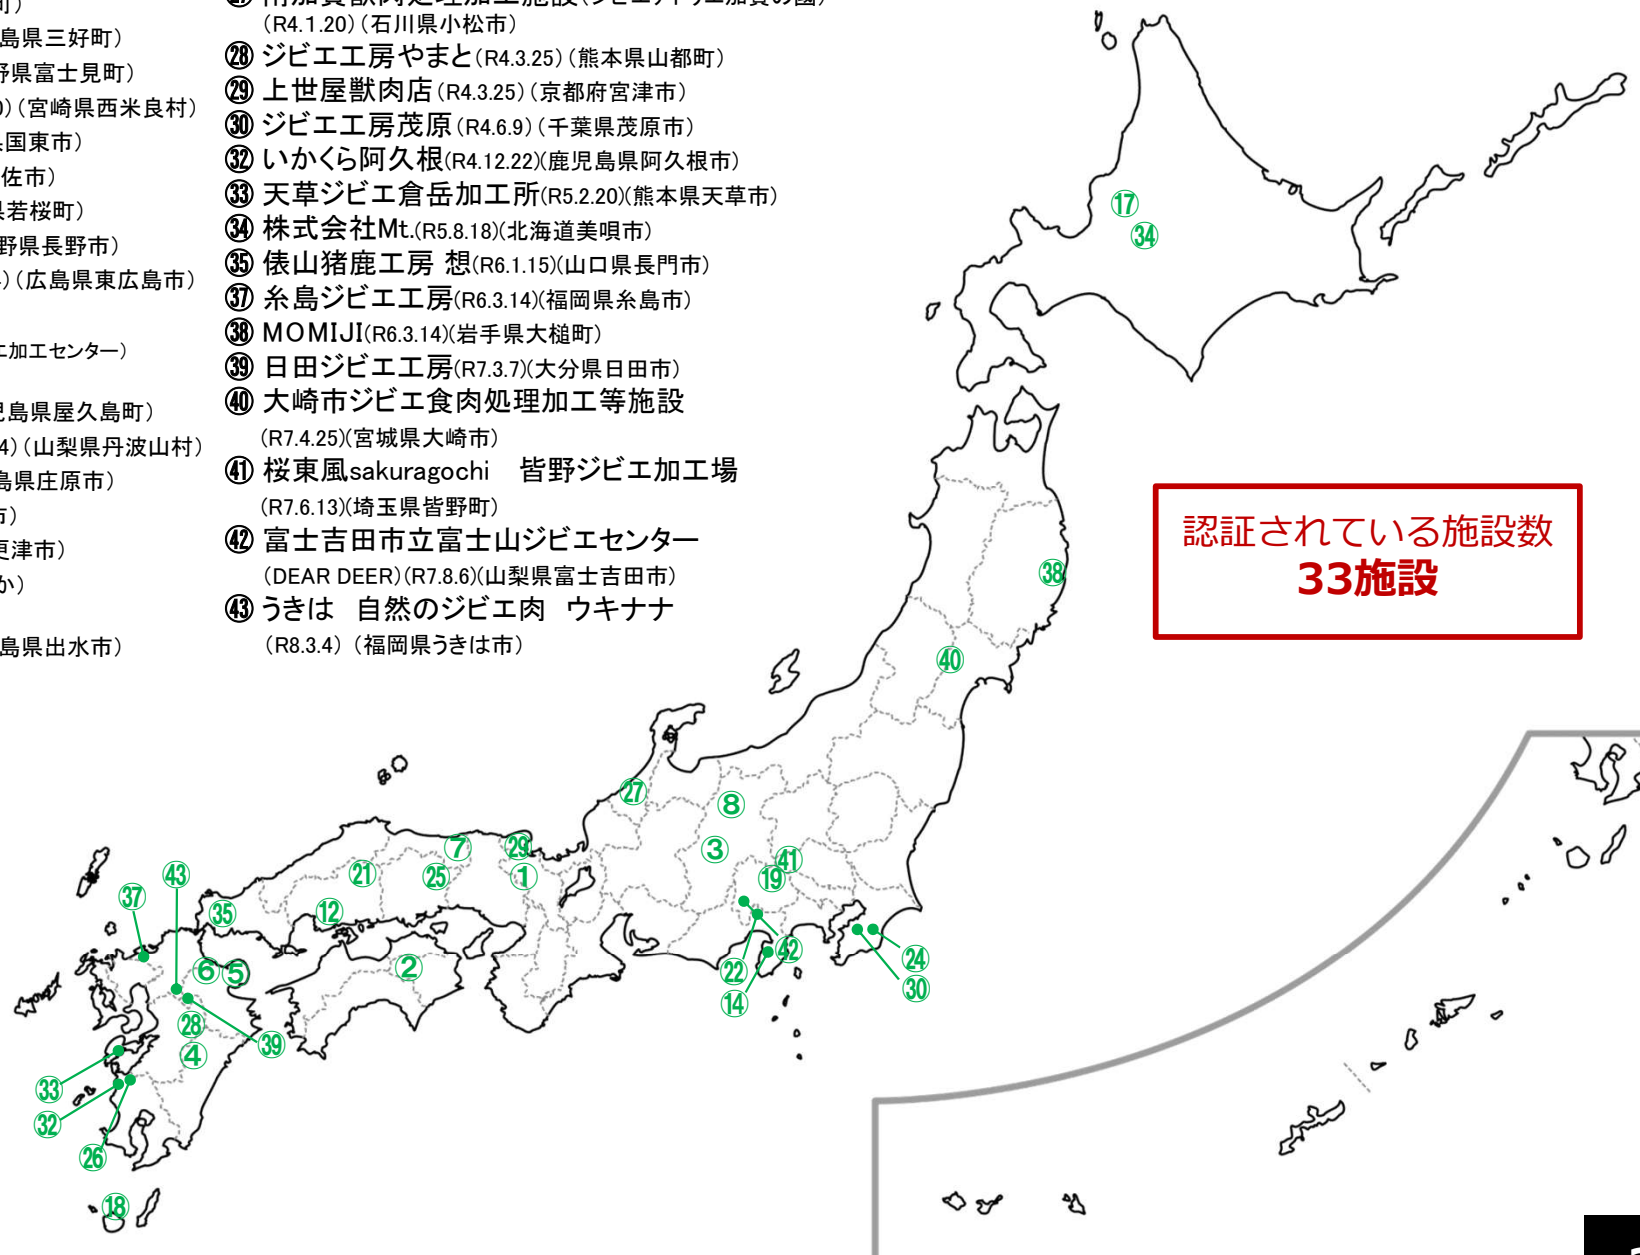 町)
島県三好町)
野県富士見町)
0)(宮崎県西米良村)
県国東市)
佐市)
県若桜町)
野県長野市)
)(広島県東広島市)
エ加工センター)
児島県屋久島町)
4)(山梨県丹波山村)
島県庄原市)
市)
更津市)
か)
島県出水市)
(R4.1.20)(石川県小松市)
㉘ ジビエ工房やまと(R4.3.25)(熊本県山都町)
㉙ 上世屋獣肉店(R4.3.25)(京都府宮津市)
㉚ ジビエ工房茂原(R4.6.9)(千葉県茂原市)
㉜ いかくら阿久根(R4.12.22)(鹿児島県阿久根市)
㉝ 天草ジビエ倉岳加工所(R5.2.20)(熊本県天草市)
㉞ 株式会社Mt.(R5.8.18)(北海道美唄市)
㉟ 俵山猪鹿工房 想(R6.1.15)(山口県長門市)
㊲ 糸島ジビエ工房(R6.3.14)(福岡県糸島市)
㊳ MOMIJI(R6.3.14)(岩手県大槌町)
㊴ 日田ジビエ工房(R7.3.7)(大分県日田市)
㊵ 大崎市ジビエ食肉処理加工等施設
(R7.4.25)(宮城県大崎市)
㊶ 桜東風sakuragochi　皆野ジビエ加工場
(R7.6.13)(埼玉県皆野町)
㊷ 富士吉田市立富士山ジビエセンター
(DEAR DEER)(R7.8.6)(山梨県富士吉田市)
㊸ うきは　自然のジビエ肉　ウキナナ
(R8.3.4) (福岡県うきは市)
認証されている施設数
33施設
⑰
㉞
㊳
㊵
㉗
⑧
③
㊶
⑲
⑦
㉙
㉑
㉕
①
㊸
㊲
㉟
⑫
②
㉒
㊷
⑭
㉔
㉚
⑥
⑤
㉘
㊴
④
㉝
㉜
㉖
⑱